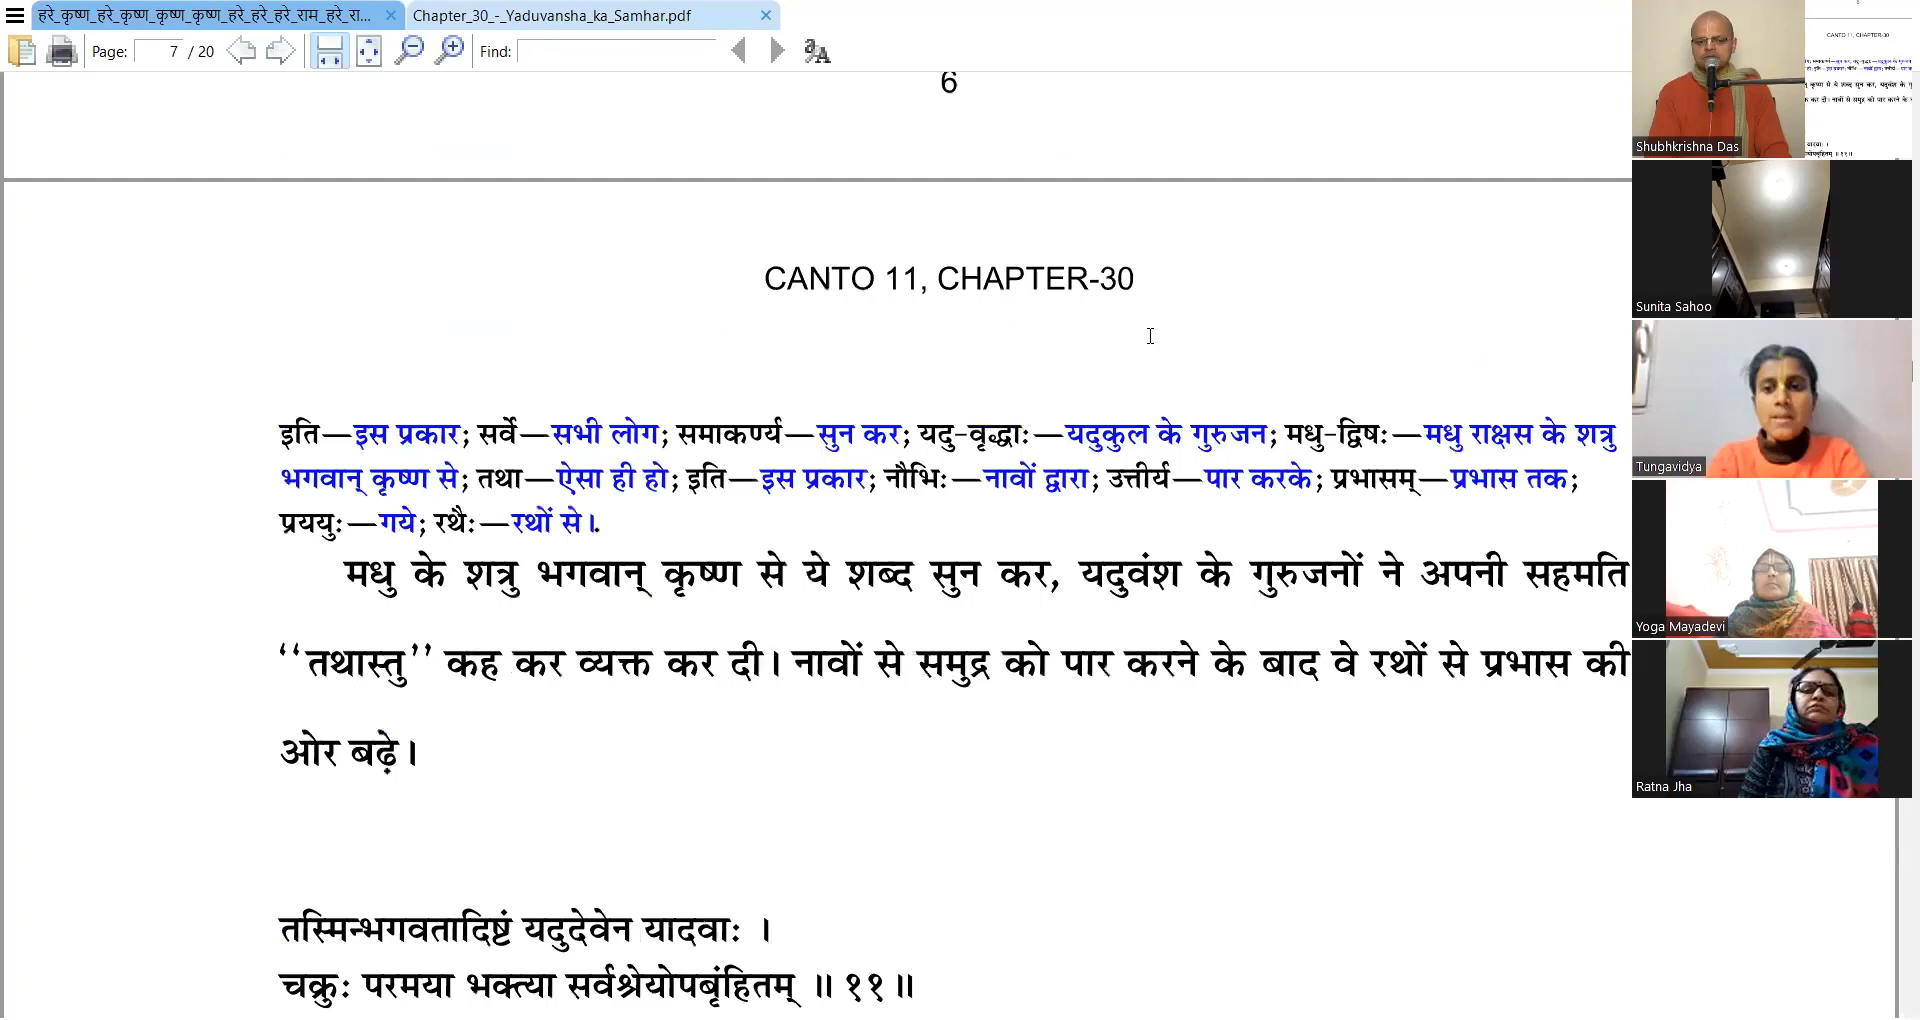 हरे_कृष्ण_हरे_कृष्ण_कृष्ण_कृष्ण_हरे_हरे_हरे_राम_हरे_रा...
Chapter_30_-_Yaduvansha_ka_Samhar.pdf
Page: 7 / 20
Find:
6
CANTO 11, CHAPTER-30
इति—इस प्रकार; सर्वे—सभी लोग; समाकर्ण्य—सुन कर; यदु-वृद्धाः—यदुकुल के गुरुजन; मधु-द्विषः—मधु राक्षस के शत्रु
भगवान् कृष्ण से; तथा—ऐसा ही हो; इति—इस प्रकार; नौभिः—नावों द्वारा; उत्तीर्य—पार करके; प्रभासम्—प्रभास तक;
प्रययुः—गये; रथैः—रथों से।.
मधु के शत्रु भगवान् कृष्ण से ये शब्द सुन कर, यदुवंश के गुरुजनों ने अपनी सहमति
‘‘तथास्तु’’ कह कर व्यक्त कर दी। नावों से समुद्र को पार करने के बाद वे रथों से प्रभास की
ओर बढ़े।
तस्मिन्भगवतादिष्टं यदुदेवेन यादवाः ।
चक्रुः परमया भक्त्या सर्वश्रेयोपबृंहितम् ॥ ११॥
Shubhkrishna Das
CANTO 11, CHAPTER-30
Sunita Sahoo
Tungavidya
Yoga Mayadevi
Ratna Jha